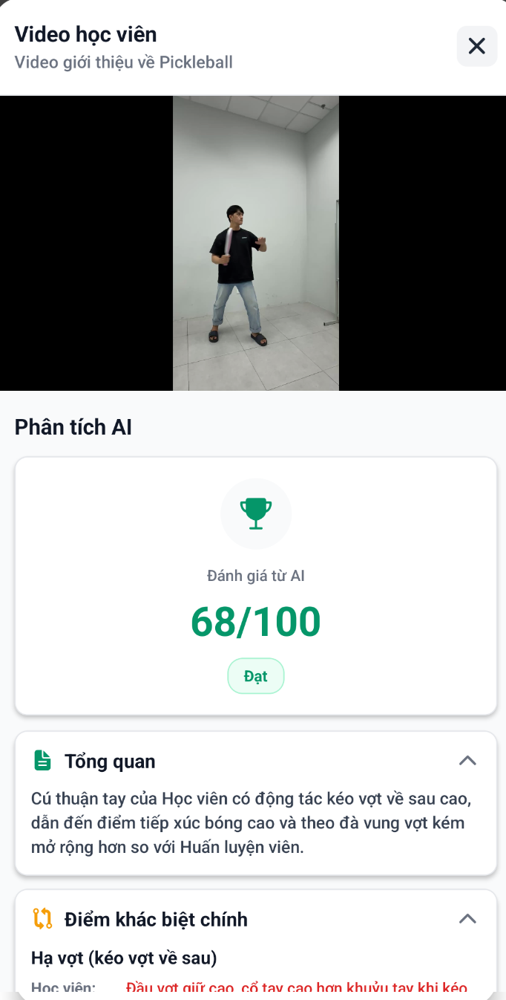 Video học viên
Video giới thiệu về Pickleball
Phân tích AI
Đánh giá từ AI
68/100
Đạt
Tổng quan
Cú thuận tay của Học viên có động tác kéo vợt về sau cao,
dẫn đến điểm tiếp xúc bóng cao và theo đà vung vợt kém
mở rộng hơn so với Huấn luyện viên.
Điểm khác biệt chính
Hạ vợt (kéo vợt về sau)
Học viên: Đầu vợt giữ cao, cổ tay cao hơn khuỷu tay khi kéo